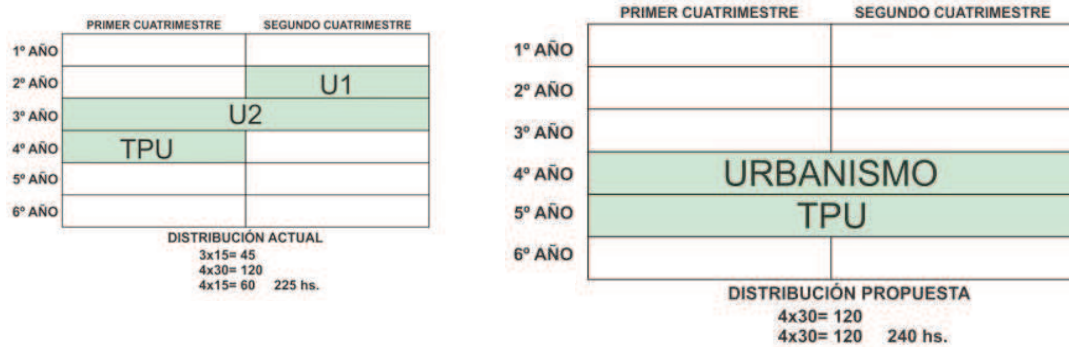 PRIMER CUATRIMESTRE SEGUNDO CUATRIMESTRE
1º AÑO
2º AÑO U1
3º AÑO U2
4º AÑO TPU
5º AÑO
6º AÑO
DISTRIBUCIÓN ACTUAL
3x15= 45
4x30= 120
4x15= 60 225 hs.
PRIMER CUATRIMESTRE SEGUNDO CUATRIMESTRE
1º AÑO
2º AÑO
3º AÑO
4º AÑO URBANISMO
5º AÑO TPU
6º AÑO
DISTRIBUCIÓN PROPUESTA
4x30= 120
4x30= 120 240 hs.